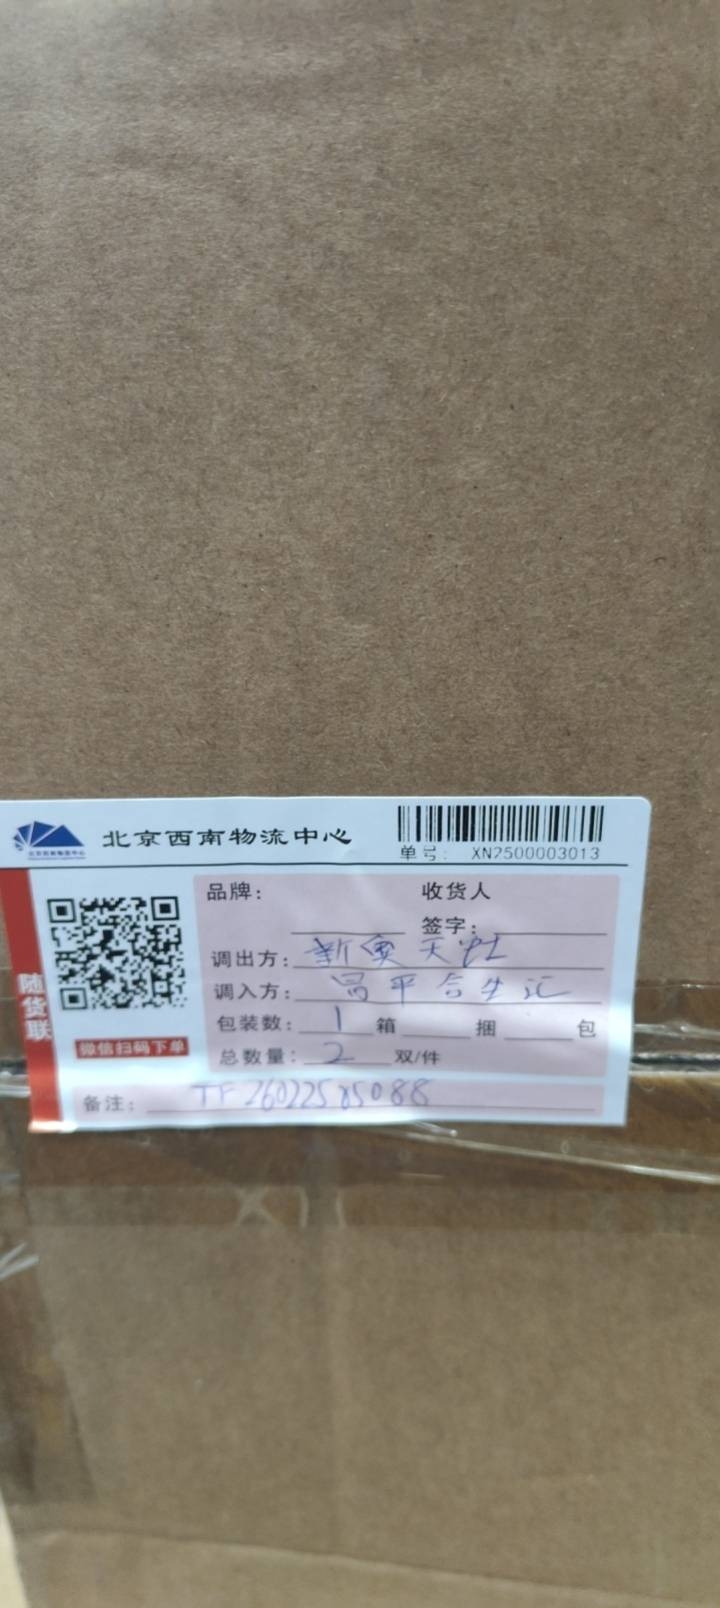 北京西南物流中心
单号: XN2500003013
随货联
微信扫码下单
品牌: 收货人
签字:
调出方: 新奥天虹
调入方: 昌平合生汇
包装数: 1 箱 捆 包
总数量: 2 双/件
备注: TF26022585088